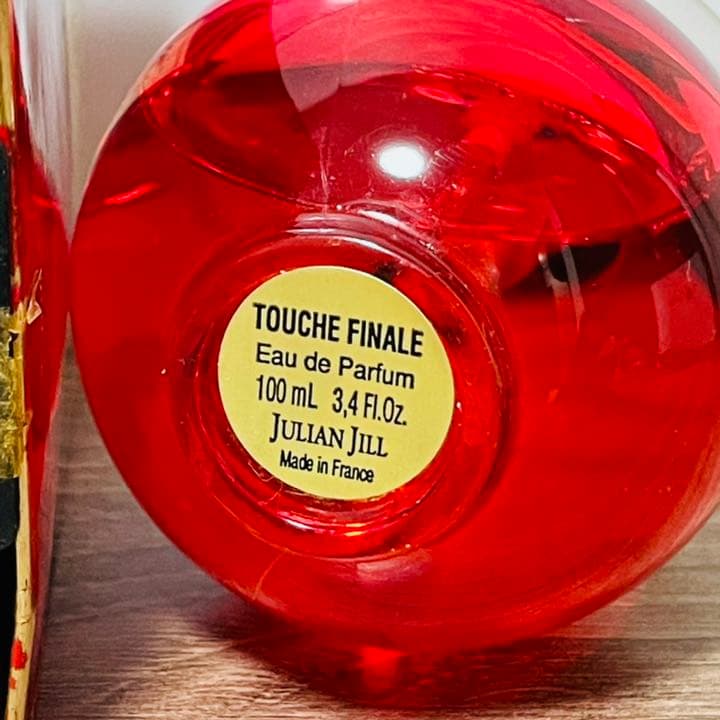 TOUCHE FINALE
Eau de Parfum
100 mL 3,4 Fl.Oz.
JULIAN JILL
Made in France